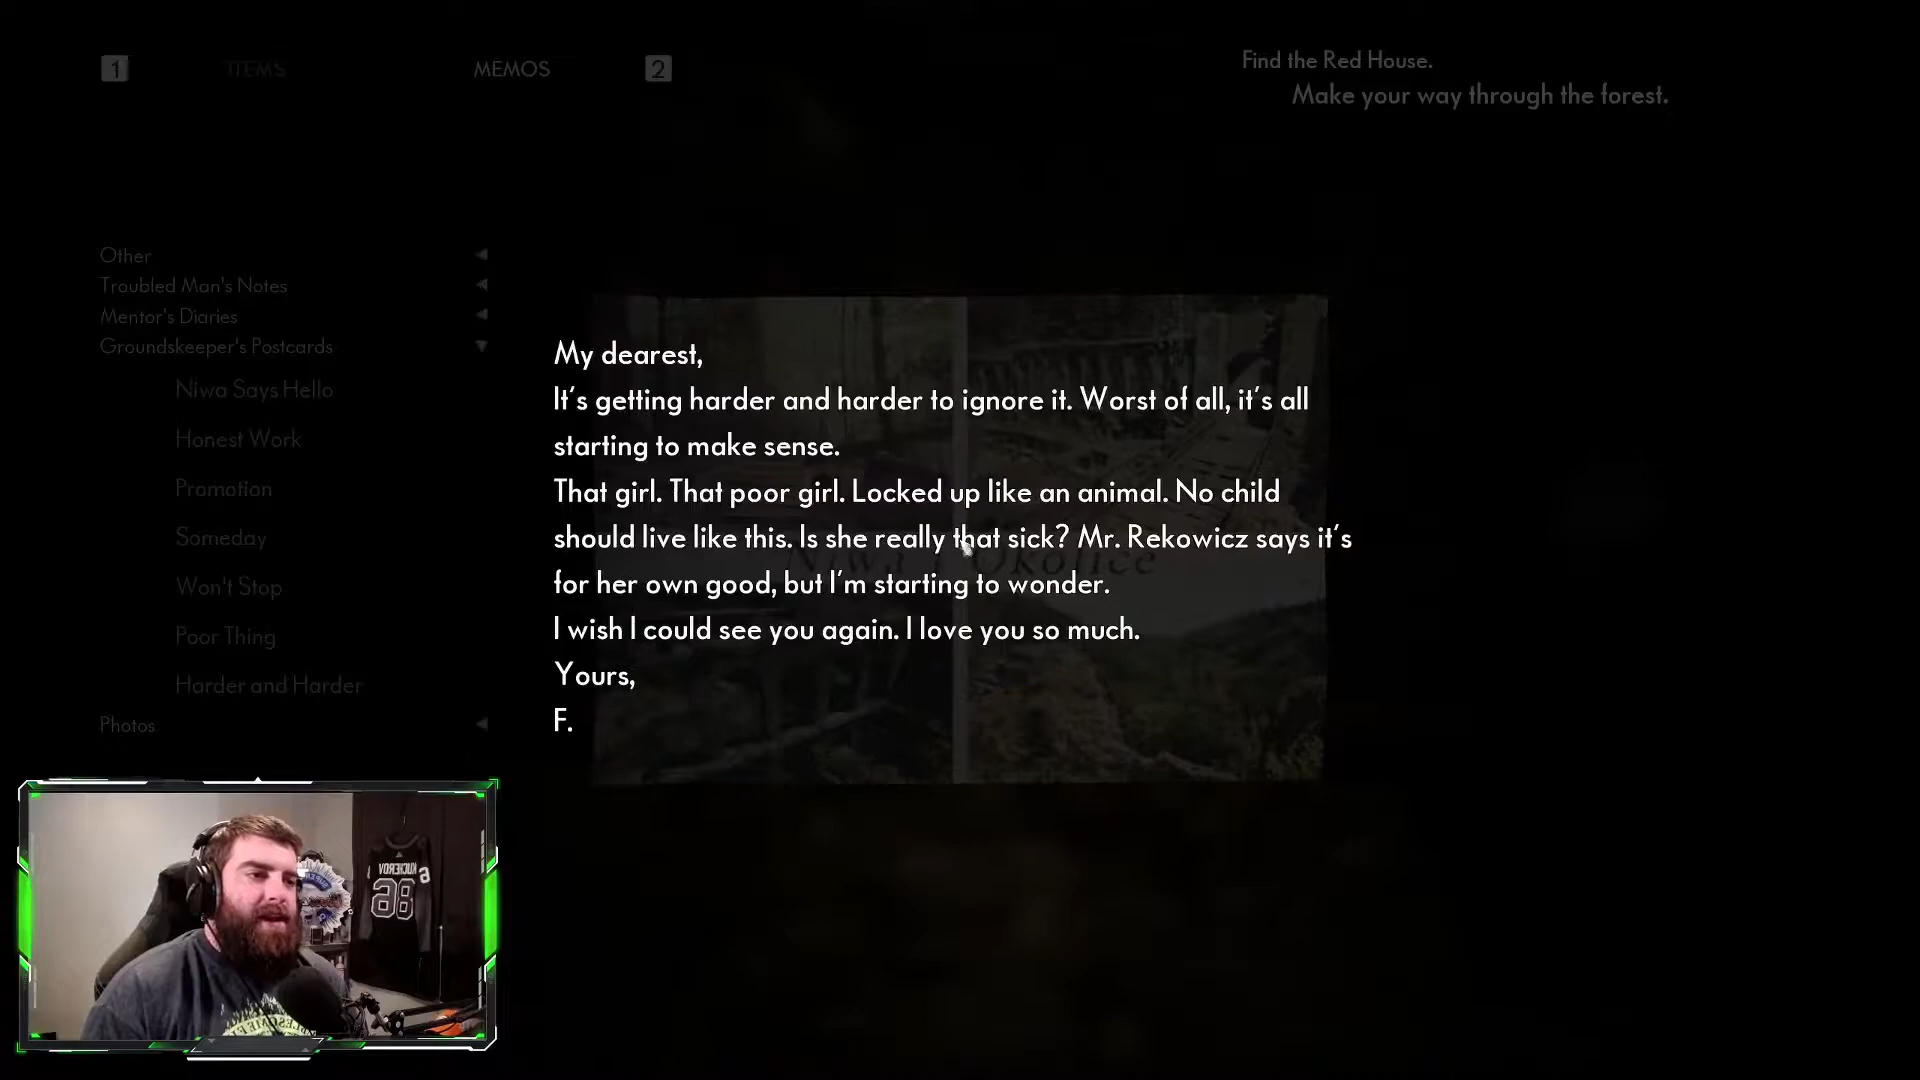 1
ITEMS
MEMOS
2
Find the Red House.
Make your way through the forest.
Other
Troubled Man's Notes
Mentor's Diaries
Groundskeeper's Postcards
Niwa Says Hello
Honest Work
Promotion
Someday
Won't Stop
Poor Thing
Harder and Harder
Photos
My dearest,
It's getting harder and harder to ignore it. Worst of all, it's all
starting to make sense.
That girl. That poor girl. Locked up like an animal. No child
should live like this. Is she really that sick? Mr. Rekowicz says it's
for her own good, but I'm starting to wonder.
I wish I could see you again. I love you so much.
Yours,
F.
Niwa i Okolice
KUCHEROV
86